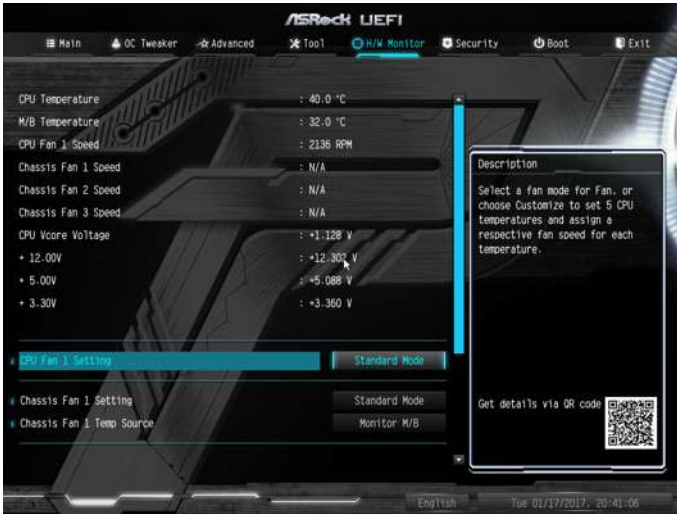 ASRock UEFI
Main OC Tweaker Advanced Tool H/W Monitor Security Boot Exit
CPU Temperature : 40.0 °C
M/B Temperature : 32.0 °C
CPU Fan 1 Speed : 2136 RPM
Chassis Fan 1 Speed : N/A
Chassis Fan 2 Speed : N/A
Chassis Fan 3 Speed : N/A
CPU Vcore Voltage : +1.128 V
+ 12.00V : +12.302 V
+ 5.00V : +5.088 V
+ 3.30V : +3.360 V
CPU Fan 1 Setting Standard Mode
Chassis Fan 1 Setting Standard Mode
Chassis Fan 1 Temp Source Monitor M/B
Description
Select a fan mode for Fan, or
choose Customize to set 5 CPU
temperatures and assign a
respective fan speed for each
temperature.
Get details via QR code
English Tue 01/17/2017. 20:41:06